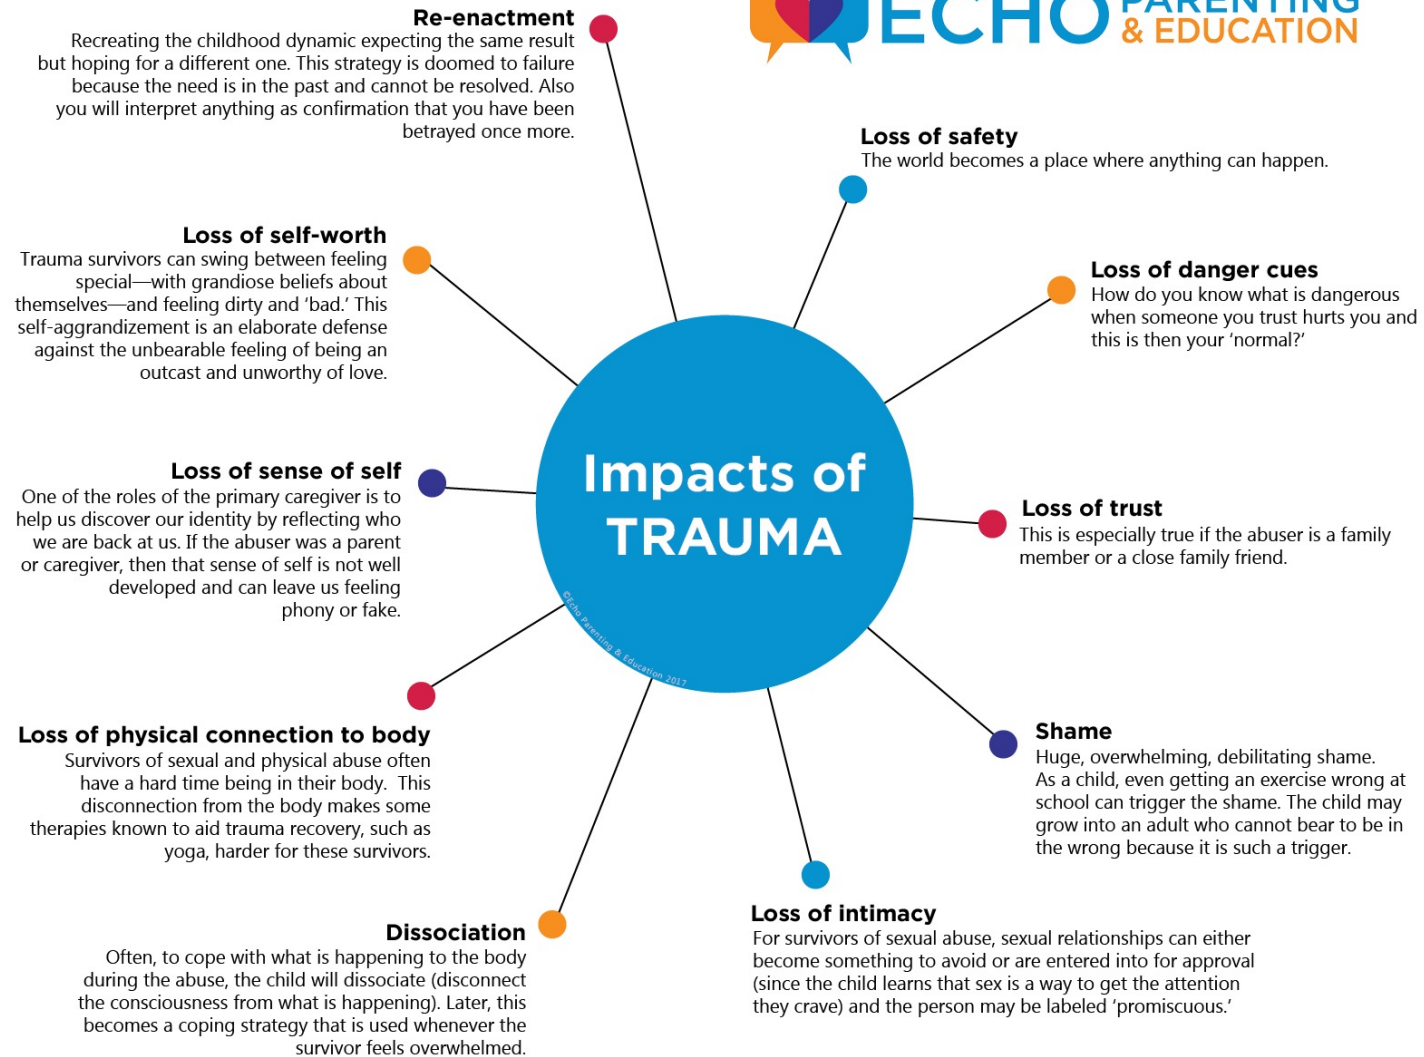 ECHO PARENTING
& EDUCATION
Re-enactment
Recreating the childhood dynamic expecting the same result
but hoping for a different one. This strategy is doomed to failure
because the need is in the past and cannot be resolved. Also
you will interpret anything as confirmation that you have been
betrayed once more.
Loss of safety
The world becomes a place where anything can happen.
Loss of self-worth
Trauma survivors can swing between feeling
special—with grandiose beliefs about
themselves—and feeling dirty and ‘bad.’ This
self-aggrandizement is an elaborate defense
against the unbearable feeling of being an
outcast and unworthy of love.
Loss of danger cues
How do you know what is dangerous
when someone you trust hurts you and
this is then your ‘normal?’
Impacts of
TRAUMA
©Echo Parenting & Education 2017
Loss of sense of self
One of the roles of the primary caregiver is to
help us discover our identity by reflecting who
we are back at us. If the abuser was a parent
or caregiver, then that sense of self is not well
developed and can leave us feeling
phony or fake.
Loss of trust
This is especially true if the abuser is a family
member or a close family friend.
Loss of physical connection to body
Survivors of sexual and physical abuse often
have a hard time being in their body. This
disconnection from the body makes some
therapies known to aid trauma recovery, such as
yoga, harder for these survivors.
Shame
Huge, overwhelming, debilitating shame.
As a child, even getting an exercise wrong at
school can trigger the shame. The child may
grow into an adult who cannot bear to be in
the wrong because it is such a trigger.
Dissociation
Often, to cope with what is happening to the body
during the abuse, the child will dissociate (disconnect
the consciousness from what is happening). Later, this
becomes a coping strategy that is used whenever the
survivor feels overwhelmed.
Loss of intimacy
For survivors of sexual abuse, sexual relationships can either
become something to avoid or are entered into for approval
(since the child learns that sex is a way to get the attention
they crave) and the person may be labeled ‘promiscuous.’